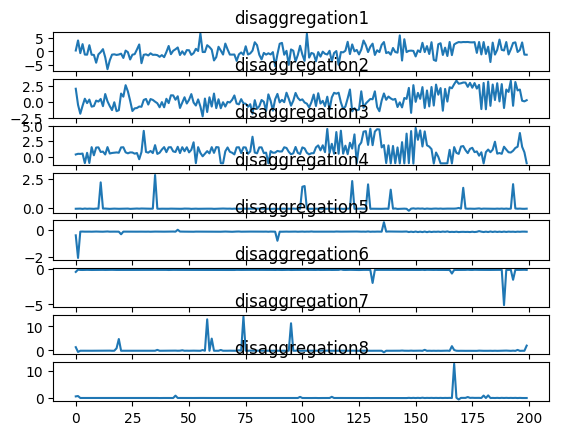 disaggregation1
5
0
−5
disaggregation2
2.5
0.0
−2.5
disaggregation3
5.0
2.5
0.0
disaggregation4
2.5
0.0
disaggregation5
0
−2
disaggregation6
0
−5
disaggregation7
10
0
disaggregation8
10
0
0 25 50 75 100 125 150 175 200